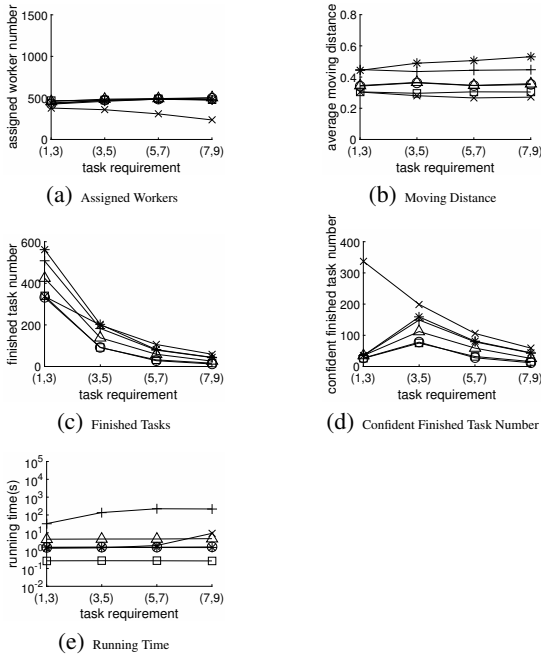 1500
1000
500
0
assigned worker number
(1,3) (3,5) (5,7) (7,9)
task requirement
(a) Assigned Workers
0.8
0.6
0.4
0.2
0
average moving distance
(1,3) (3,5) (5,7) (7,9)
task requirement
(b) Moving Distance
600
400
200
0
finished task number
(1,3) (3,5) (5,7) (7,9)
task requirement
(c) Finished Tasks
400
300
200
100
0
confident finished task number
(1,3) (3,5) (5,7) (7,9)
task requirement
(d) Confident Finished Task Number
10^5
10^4
10^3
10^2
10^1
10^0
10^-1
10^-2
running time(s)
(1,3) (3,5) (5,7) (7,9)
task requirement
(e) Running Time